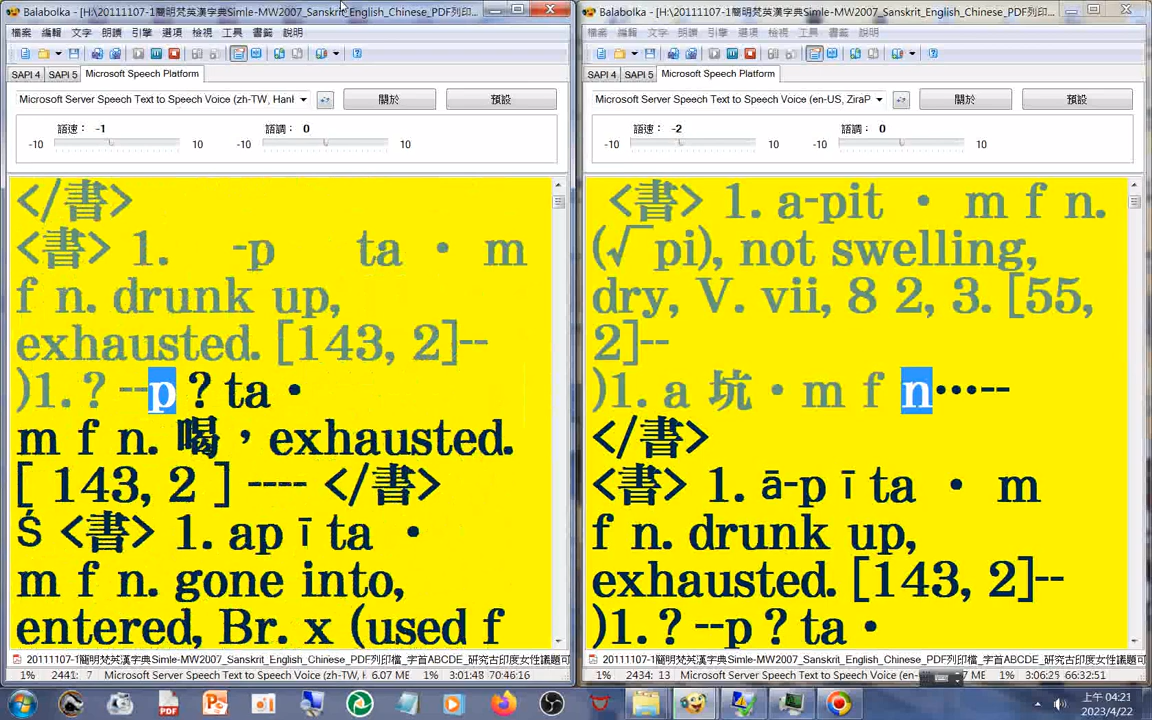 Balabolka - [H:\20111107-1簡明梵英漢字典Simle-MW2007_Sanskrit_English_Chinese_PDF列印...
檔案 編輯 文字 朗讀 引擎 選項 檢視 工具 書籤 說明
SAPI 4 SAPI 5 Microsoft Speech Platform
Microsoft Server Speech Text to Speech Voice (zh-TW, Hanl
關於 預設
語速： -1 語調： 0
-10 10 -10 10
</書>
<書> 1. -p ta • m
f n. drunk up,
exhausted. [143, 2]--
)1. ? --p ? ta •
m f n. 喝，exhausted.
[ 143, 2 ] ---- </書>
Ś <書> 1. ap ī ta •
m f n. gone into,
entered, Br. x (used f
20111107-1簡明梵英漢字典Simle-MW2007_Sanskrit_English_Chinese_PDF列印檔_字首ABCDE_研究古印度女性議題可
1% 2441: 7 Microsoft Server Speech Text to Speech Voice (zh-TW, 6.07 ME 1% 3:01:48 70:46:16
Balabolka - [H:\20111107-1簡明梵英漢字典Simle-MW2007_Sanskrit_English_Chinese_PDF列印...
檔案 編輯 文字 朗讀 引擎 選項 檢視 工具 書籤 說明
SAPI 4 SAPI 5 Microsoft Speech Platform
Microsoft Server Speech Text to Speech Voice (en-US, ZiraP
關於 預設
語速： -2 語調： 0
-10 10 -10 10
<書> 1. a-pit • m f n.
(√ pi), not swelling,
dry, V. vii, 8 2, 3. [55,
2]--
)1. a 坑 • m f n…--
</書>
<書> 1. ā-p ī ta • m
f n. drunk up,
exhausted. [143, 2]--
)1. ? --p ? ta •
20111107-1簡明梵英漢字典Simle-MW2007_Sanskrit_English_Chinese_PDF列印檔_字首ABCDE_研究古印度女性議題可
1% 2434: 13 Microsoft Server Speech Text to Speech Voice (en-US, 1% 3:06:25 66:32:51
上午 04:21
2023/4/22